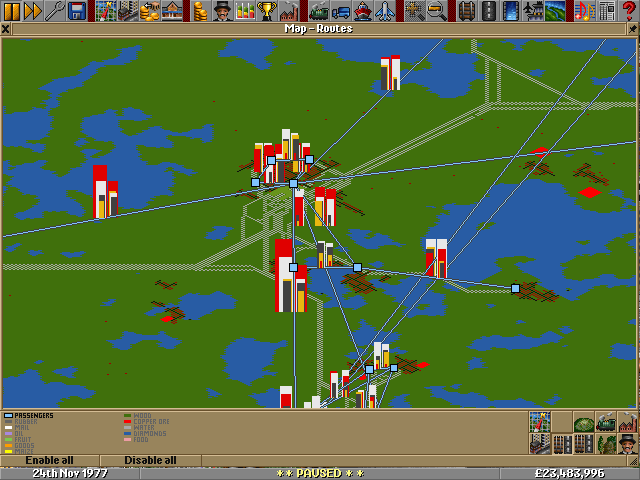 Map - Routes
PASSENGERS
RUBBER
MAIL
OIL
FRUIT
GOODS
MAIZE
WOOD
COPPER ORE
WATER
DIAMONDS
FOOD
Enable all
Disable all
24th Nov 1977
* * PAUSED * *
£23,483,996